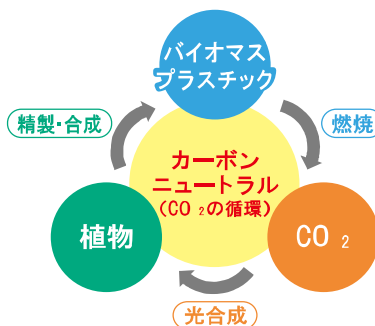 バイオマス
プラスチック
精製・合成
燃焼
カーボン
ニュートラル
(CO 2の循環)
植物
CO 2
光合成